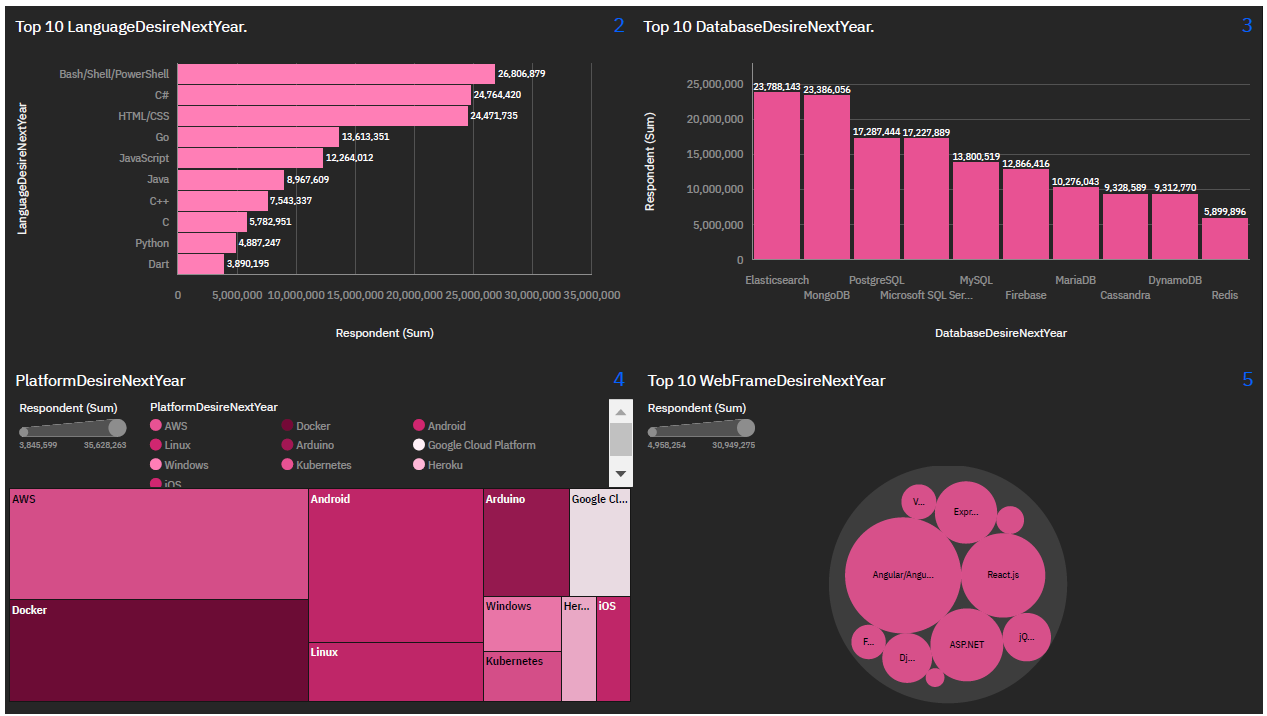 Top 10 LanguageDesireNextYear.
2
LanguageDesireNextYear
Bash/Shell/PowerShell 26,806,879
C# 24,764,420
HTML/CSS 24,471,735
Go 13,613,351
JavaScript 12,264,012
Java 8,967,609
C++ 7,543,337
C 5,782,951
Python 4,887,247
Dart 3,890,195
0 5,000,000 10,000,000 15,000,000 20,000,000 25,000,000 30,000,000 35,000,000
Respondent (Sum)
Top 10 DatabaseDesireNextYear.
3
Respondent (Sum)
25,000,000
20,000,000
15,000,000
10,000,000
5,000,000
0
23,788,143 23,386,056 17,287,444 17,227,889 13,800,519 12,866,416 10,276,043 9,328,589 9,312,770 5,899,896
Elasticsearch PostgreSQL MySQL MariaDB DynamoDB
MongoDB Microsoft SQL Ser... Firebase Cassandra Redis
DatabaseDesireNextYear
PlatformDesireNextYear
4
Respondent (Sum)
3,845,599 35,628,263
PlatformDesireNextYear
AWS Docker Android
Linux Arduino Google Cloud Platform
Windows Kubernetes Heroku
iOS
AWS
Docker
Android
Linux
Arduino
Google Cl...
Windows
Kubernetes
Her...
iOS
Top 10 WebFrameDesireNextYear
5
Respondent (Sum)
4,958,254 30,949,275
V...
Expr...
Angular/Angu...
React.js
F...
Dj...
ASP.NET
jQ...